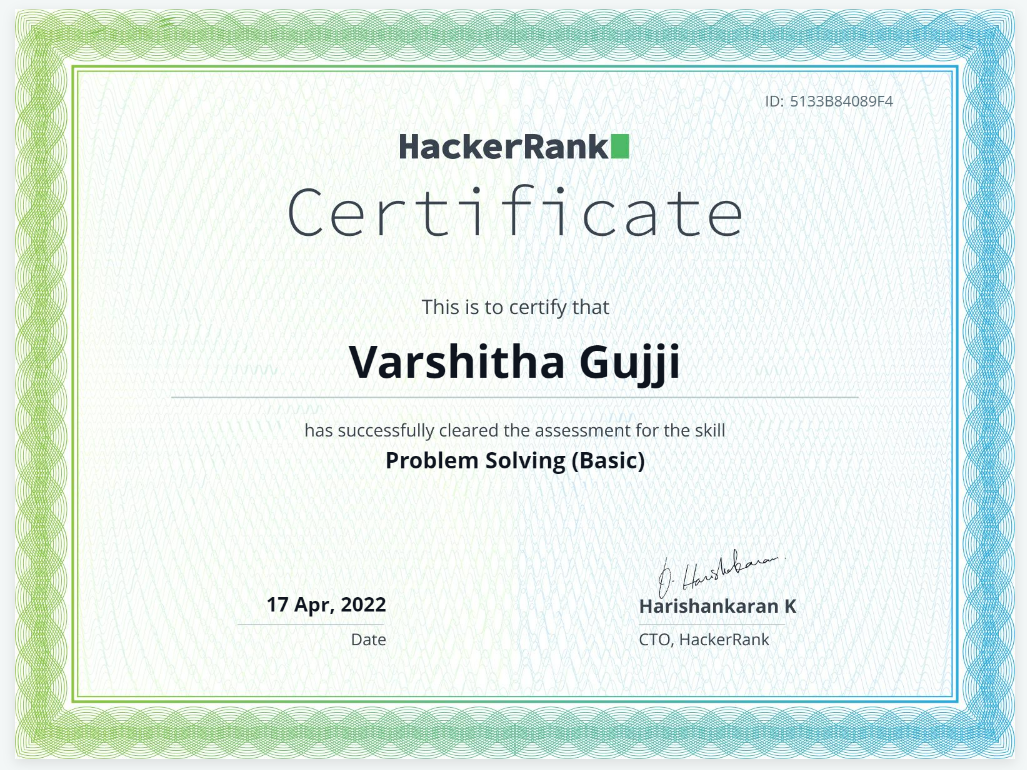 ID: 5133B84089F4
HackerRank
Certificate
This is to certify that
Varshitha Gujji
has successfully cleared the assessment for the skill
Problem Solving (Basic)
17 Apr, 2022
Date
Harishankaran K
CTO, HackerRank